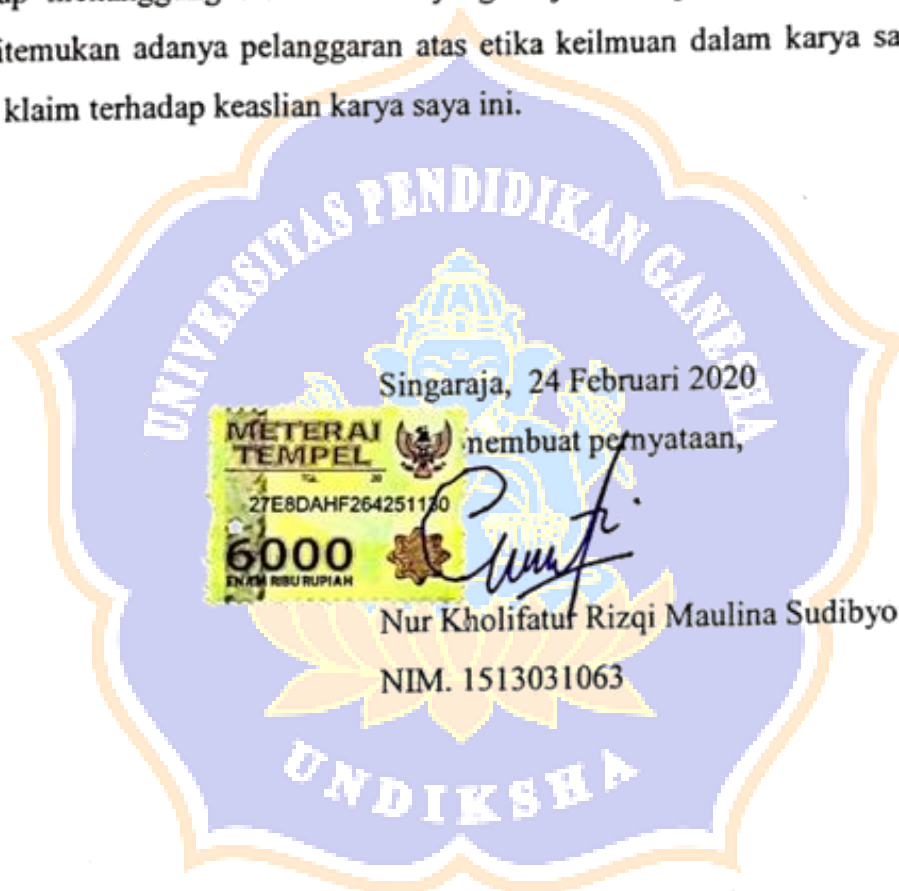 menanggung
itemukan adanya pelanggaran atas etika keilmuan dalam karya sa
klaim terhadap keaslian karya saya ini.
UNIVERSITAS PENDIDIKAN GANESHA
Singaraja, 24 Februari 2020
METERAI
TEMPEL
membuat pernyataan,
27E8DAHF264251130
6000
ENAM RIBU RUPIAH
Nur Kholifatur Rizqi Maulina Sudibyo
NIM. 1513031063
UNDIKSHA